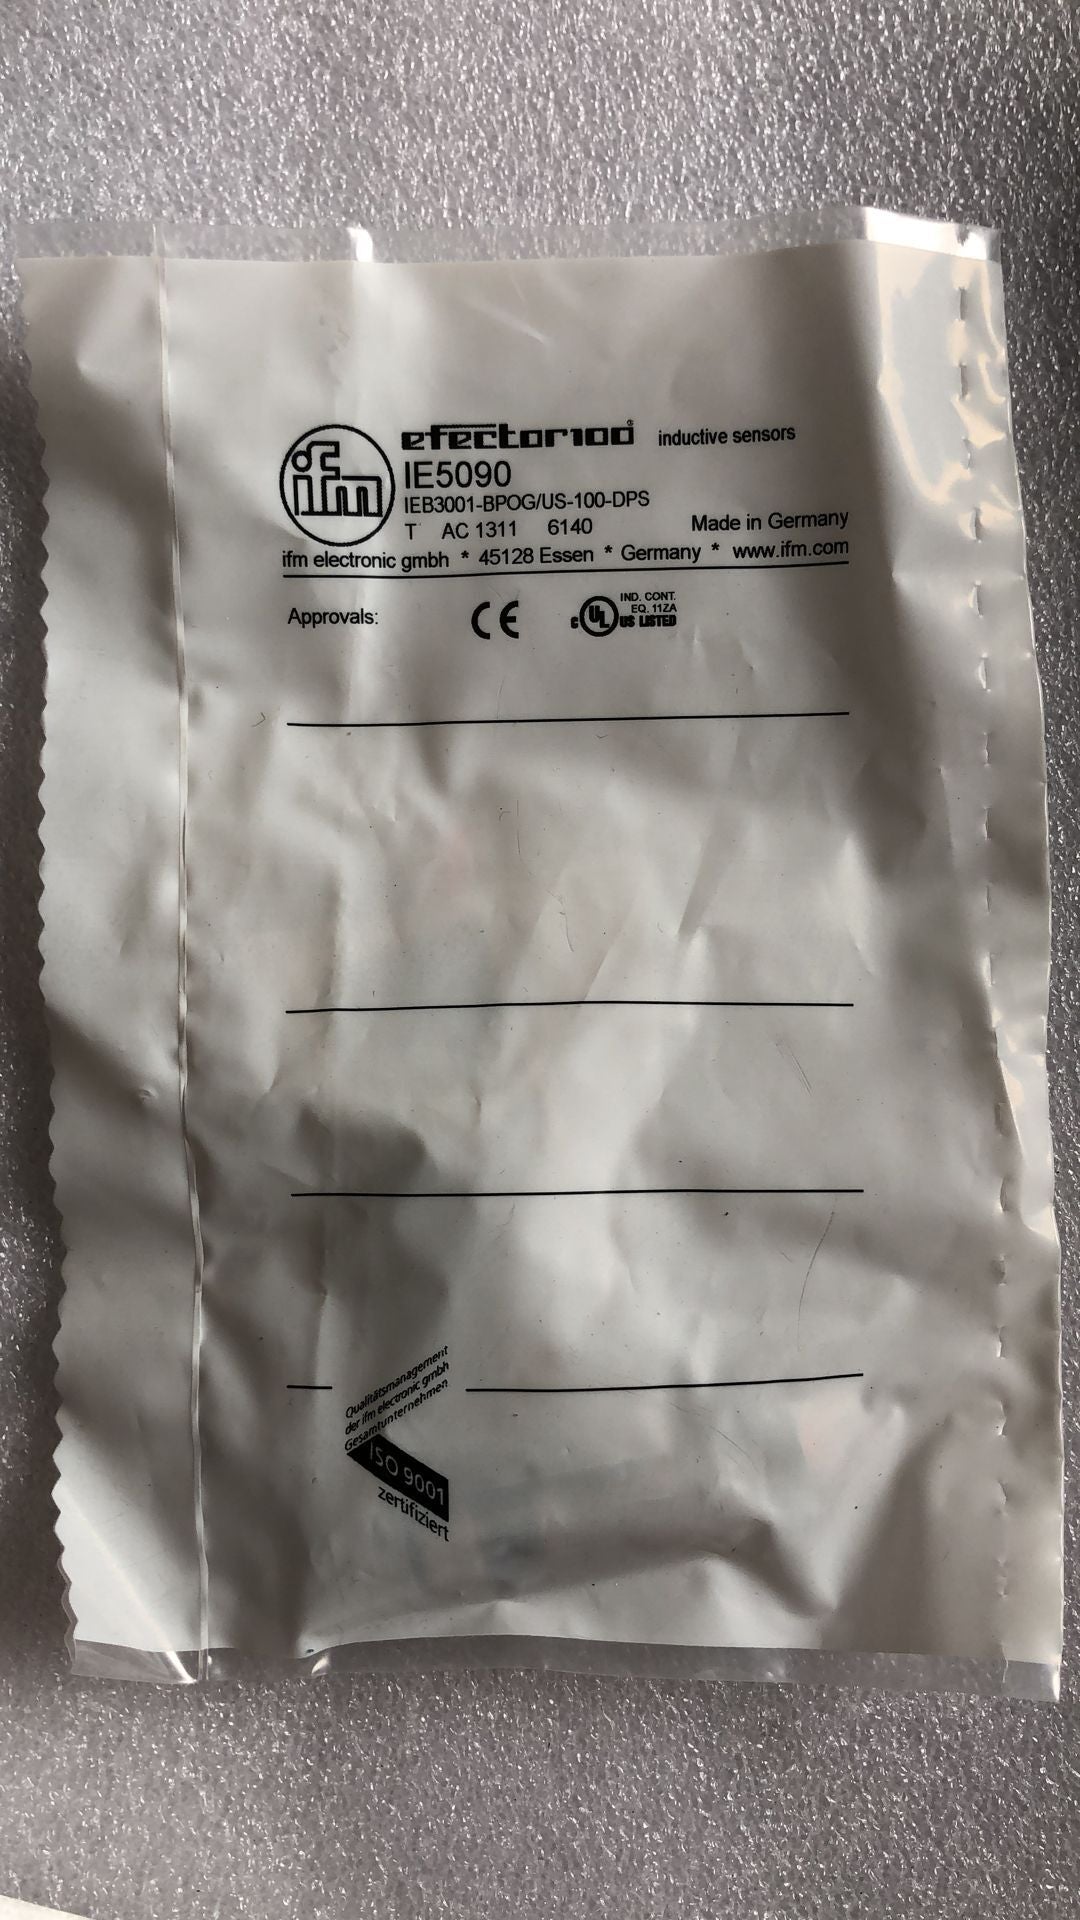 ifm
efector100® inductive sensors
IE5090
IEB3001-BPOG/US-100-DPS
T AC 1311 6140 Made in Germany
ifm electronic gmbh * 45128 Essen * Germany * www.ifm.com
Approvals: CE c UL US LISTED
IND. CONT.
EQ. 11ZA
Qualitätsmanagement
der ifm electronic gmbh
Gesamtunternehmen
ISO 9001
zertifiziert